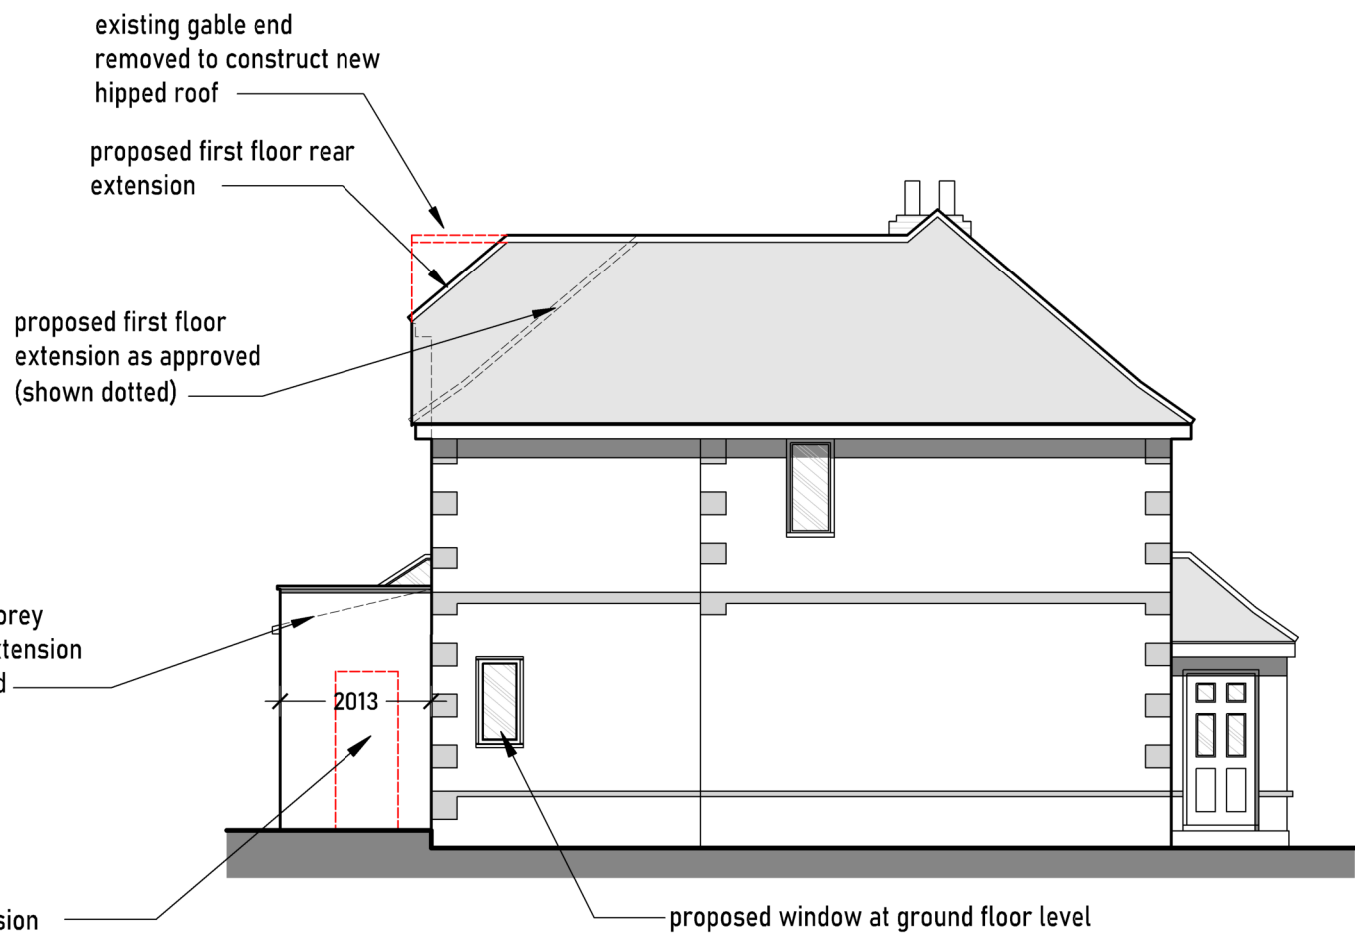 existing gable end
removed to construct new
hipped roof
proposed first floor rear
extension
proposed first floor
extension as approved
(shown dotted)
2013
proposed window at ground floor level